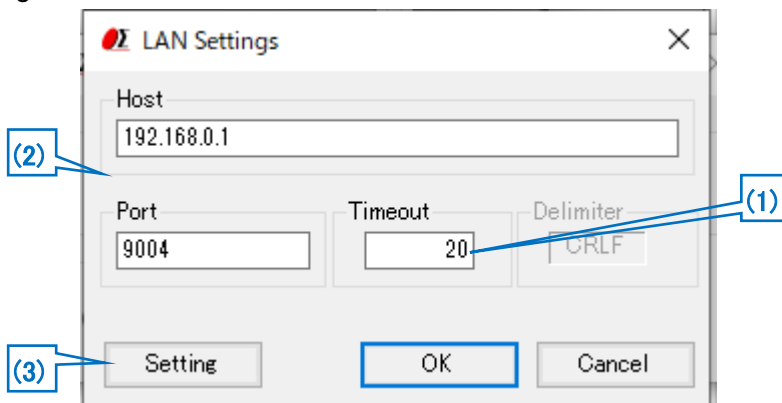 LAN Settings
Host
192.168.0.1
(2)
(1)
Port
Timeout
Delimiter
9004
20
CRLF
(3)
Setting
OK
Cancel